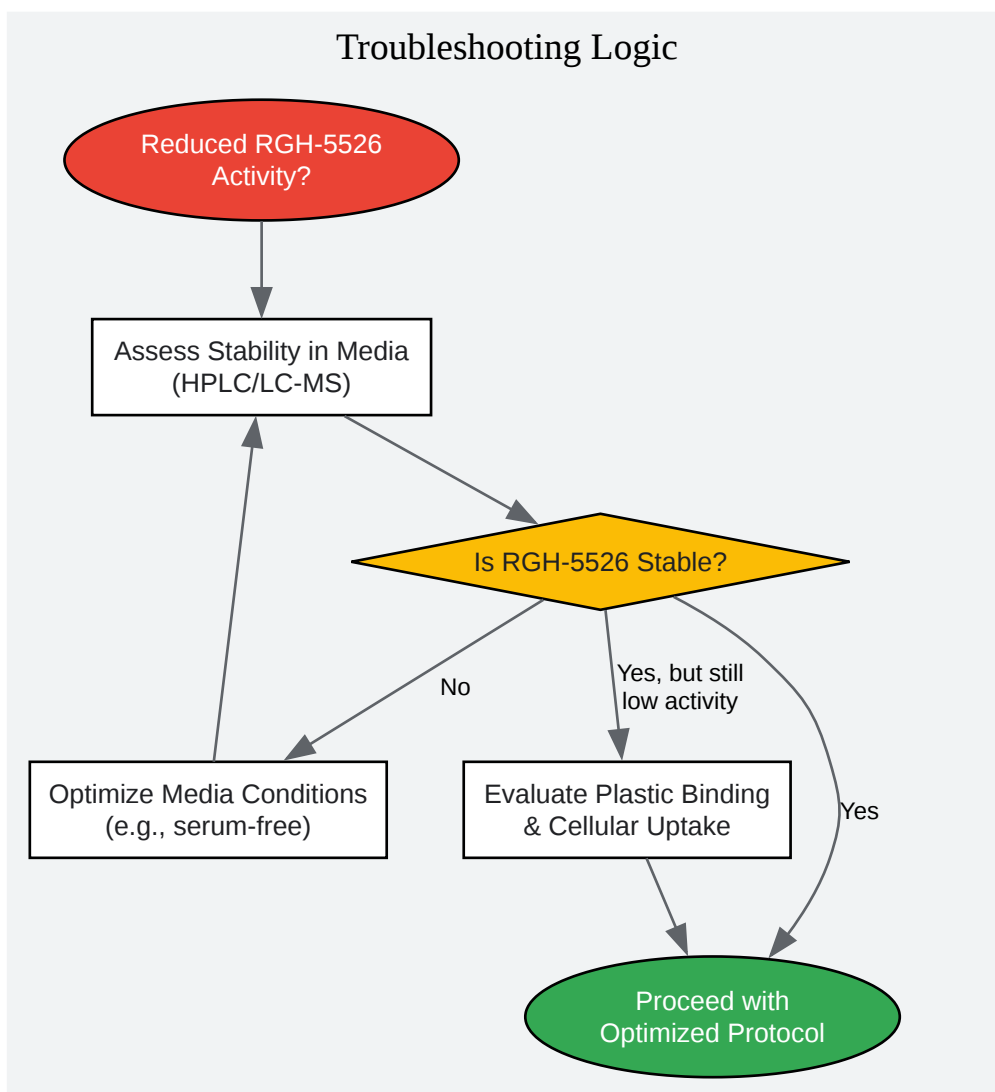 Troubleshooting Logic
Reduced RGH-5526
Activity?
Assess Stability in Media
(HPLC/LC-MS)
Is RGH-5526 Stable?
No
Yes, but still
low activity
Optimize Media Conditions
(e.g., serum-free)
Evaluate Plastic Binding
& Cellular Uptake
Yes
Proceed with
Optimized Protocol